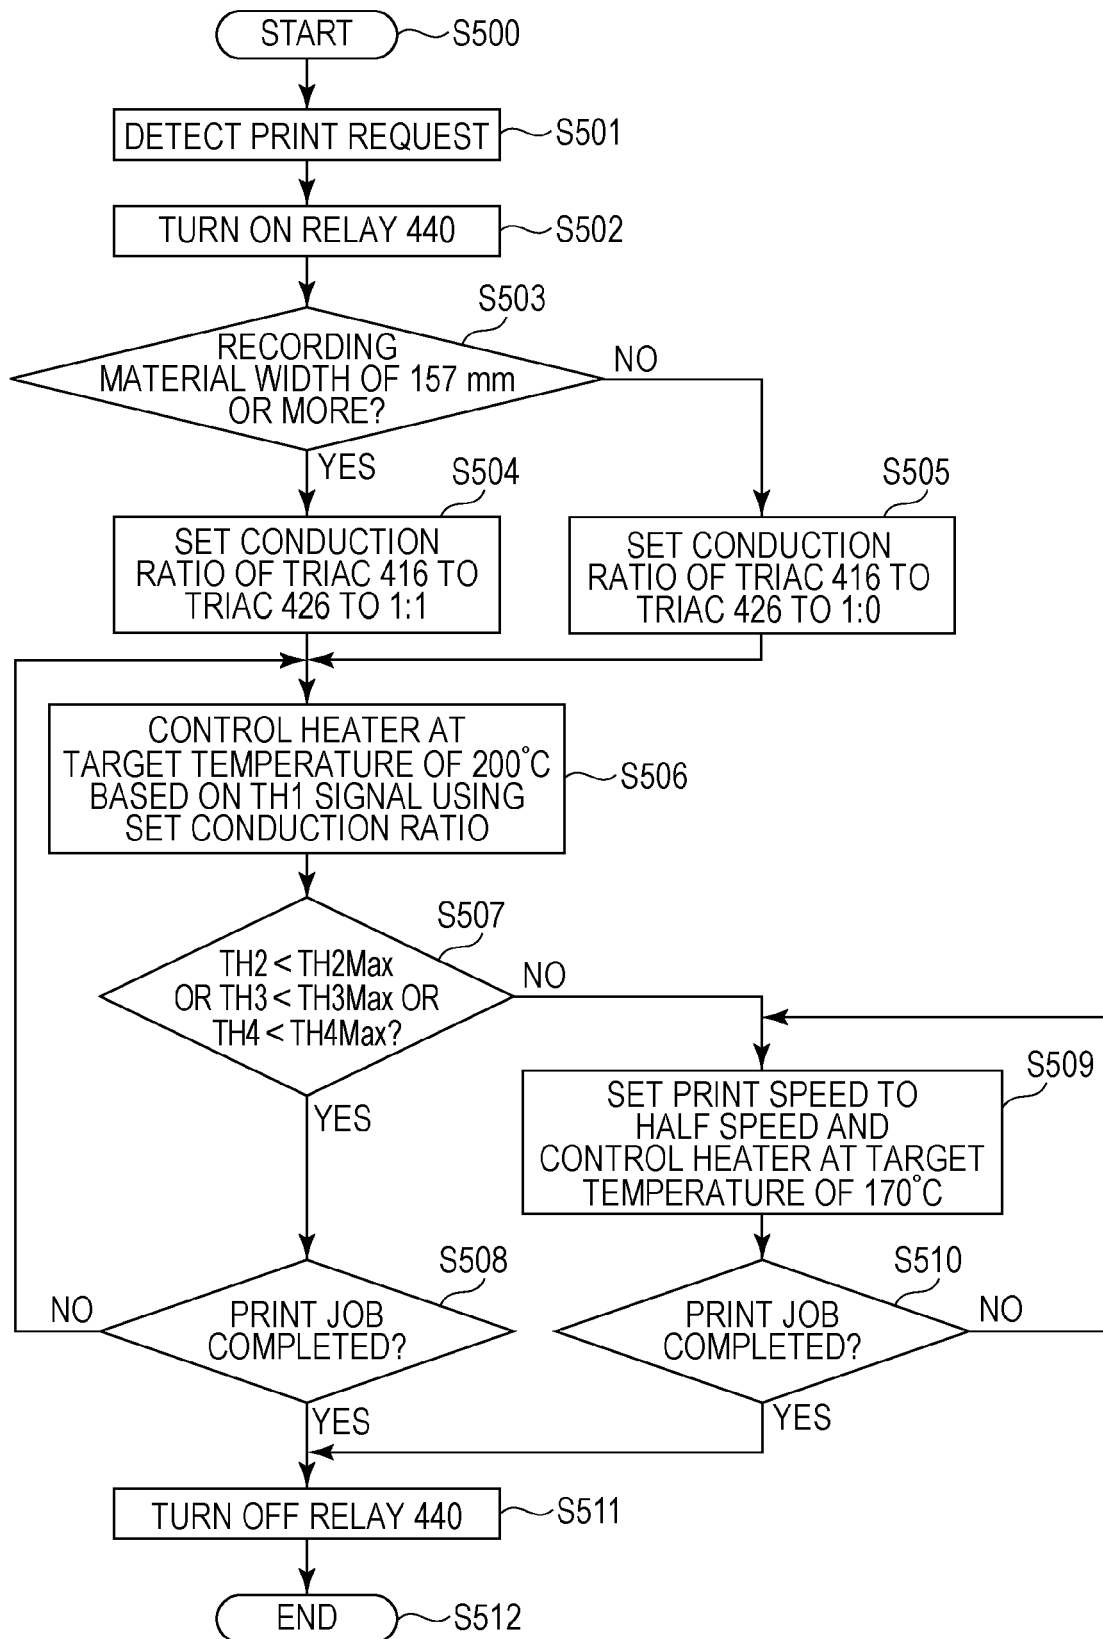 START
S500
DETECT PRINT REQUEST
S501
TURN ON RELAY 440
S502
S503
RECORDING
MATERIAL WIDTH OF 157 mm
OR MORE?
NO
YES
S504
SET CONDUCTION
RATIO OF TRIAC 416 TO
TRIAC 426 TO 1:1
S505
SET CONDUCTION
RATIO OF TRIAC 416 TO
TRIAC 426 TO 1:0
CONTROL HEATER AT
TARGET TEMPERATURE OF 200°C
BASED ON TH1 SIGNAL USING
SET CONDUCTION RATIO
S506
S507
TH2 < TH2Max
OR TH3 < TH3Max OR
TH4 < TH4Max?
NO
YES
S509
SET PRINT SPEED TO
HALF SPEED AND
CONTROL HEATER AT TARGET
TEMPERATURE OF 170°C
S508
NO
PRINT JOB
COMPLETED?
YES
S510
PRINT JOB
COMPLETED?
NO
YES
TURN OFF RELAY 440
S511
END
S512